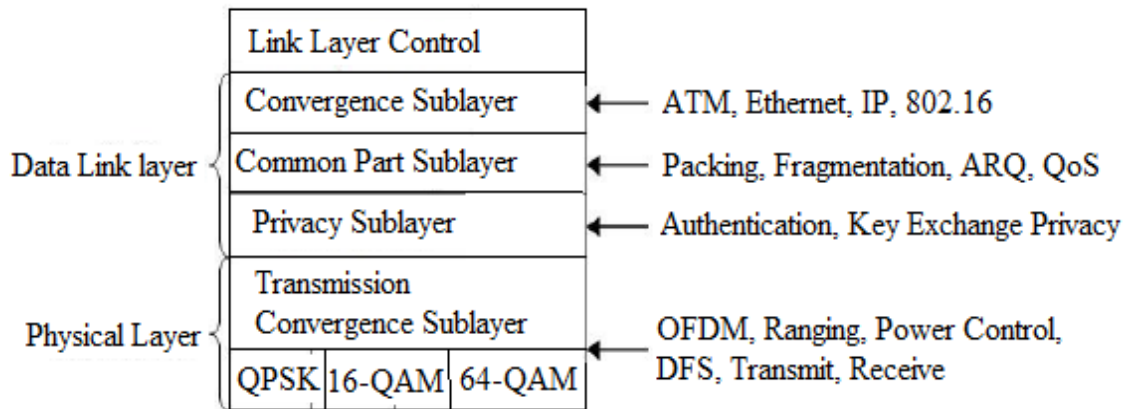 Link Layer Control
Convergence Sublayer
ATM, Ethernet, IP, 802.16
Data Link layer
Common Part Sublayer
Packing, Fragmentation, ARQ, QoS
Privacy Sublayer
Authentication, Key Exchange Privacy
Transmission
Convergence Sublayer
Physical Layer
OFDM, Ranging, Power Control,
DFS, Transmit, Receive
QPSK
16-QAM
64-QAM